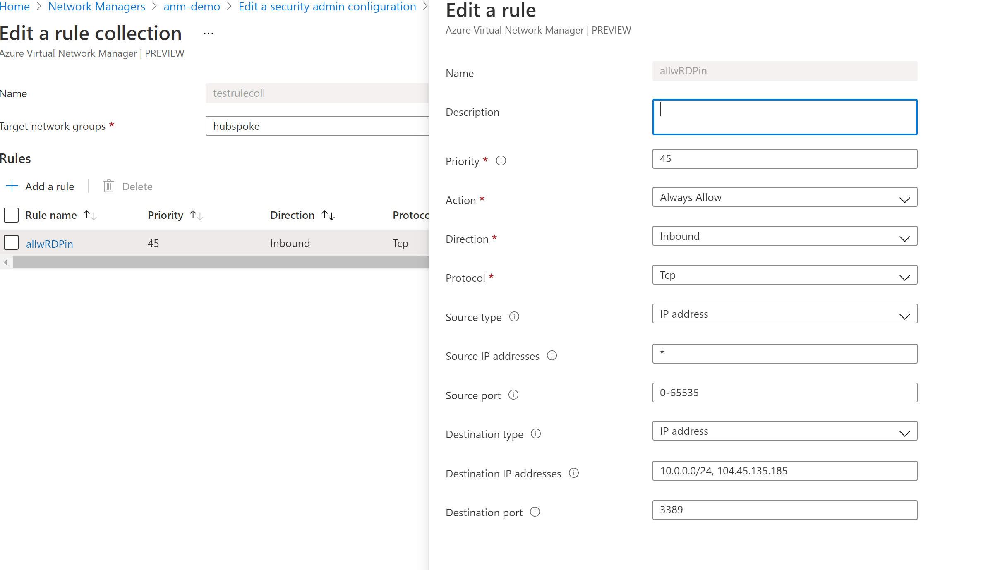 Home > Network Managers > anm-demo > Edit a security admin configuration >
Edit a rule collection ...
Azure Virtual Network Manager | PREVIEW
Name testrulecoll
Target network groups * hubspoke
Rules
Add a rule | Delete
Rule name Priority Direction Protoco
allwRDPin 45 Inbound Tcp
Edit a rule
Azure Virtual Network Manager | PREVIEW
Name allwRDPin
Description
Priority * 45
Action * Always Allow
Direction * Inbound
Protocol * Tcp
Source type IP address
Source IP addresses *
Source port 0-65535
Destination type IP address
Destination IP addresses 10.0.0.0/24, 104.45.135.185
Destination port 3389